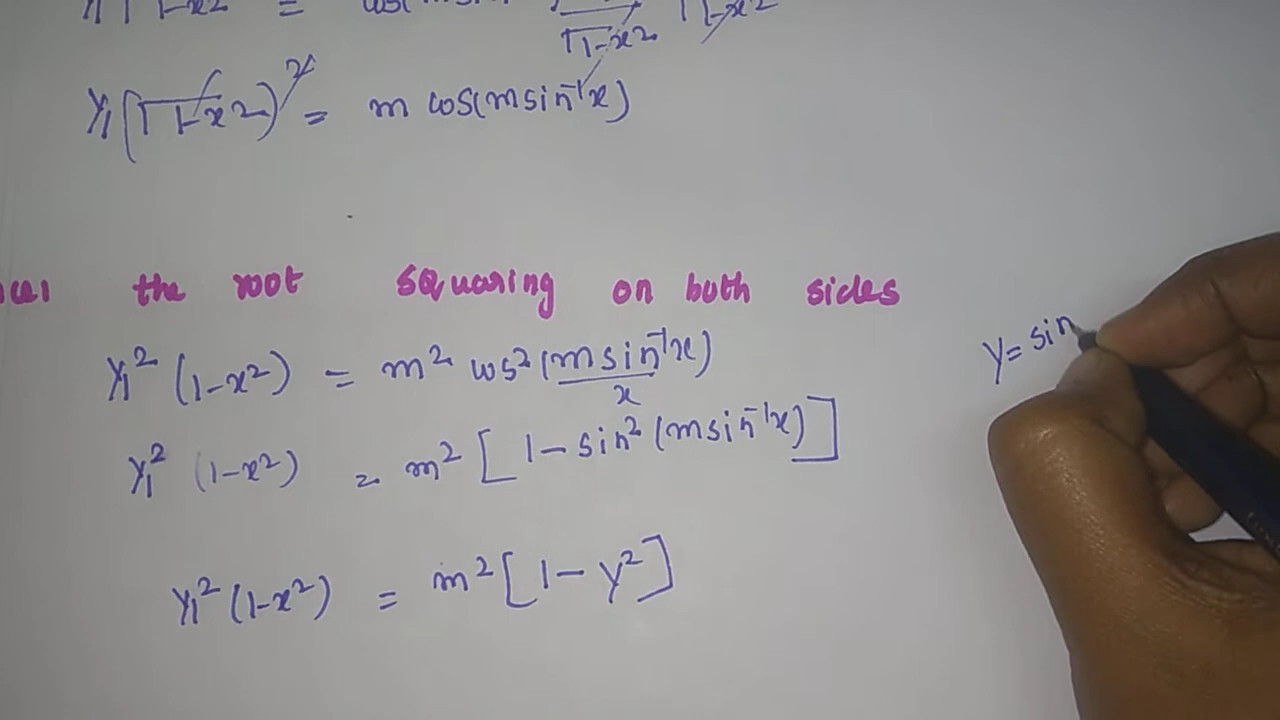 y₁(√1-x²)² = m cos(m sin⁻¹x)
the root squaring on both sides
y₁² (1-x²) = m² cos² (m sin⁻¹x)
x
y₁² (1-x²) = m² [1 - sin² (m sin⁻¹x)]
y₁² (1-x²) = m² [1 - y²]
y = sin